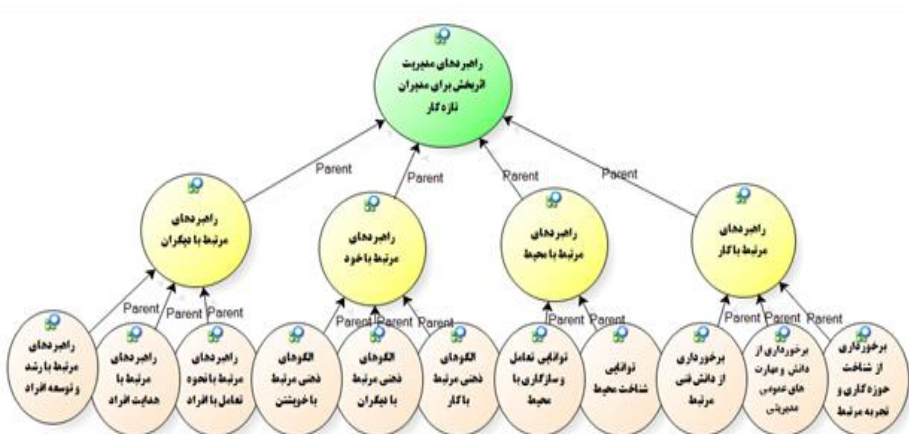 راهبردهای مدیریت
اثربخش برای مدیران
تازه کار
Parent
Parent
Parent
Parent
راهبردهای
مرتبط با دیگران
راهبردهای
مرتبط با خود
راهبردهای
مرتبط با محیط
راهبردهای
مرتبط با کار
Parent
Parent
Parent
Parent
Parent
Parent
Parent
Parent
Parent
Parent
Parent
راهبردهای
مرتبط با رشد
و توسعه افراد
راهبردهای
مرتبط با
هدایت افراد
راهبردهای
مرتبط با نحوه
تعامل با افراد
الگوهای
ذهنی مرتبط
با خویشتن
الگوهای
ذهنی مرتبط
با دیگران
الگوهای
ذهنی مرتبط
با کار
توانایی تعامل
و سازگاری با
محیط
توانایی
شناخت محیط
برخورداری
از دانش فنی
مرتبط
برخورداری از
دانش و مهارت
های عمومی
مدیریتی
برخورداری
از شناخت
حوزه کاری و
تجربه مرتبط